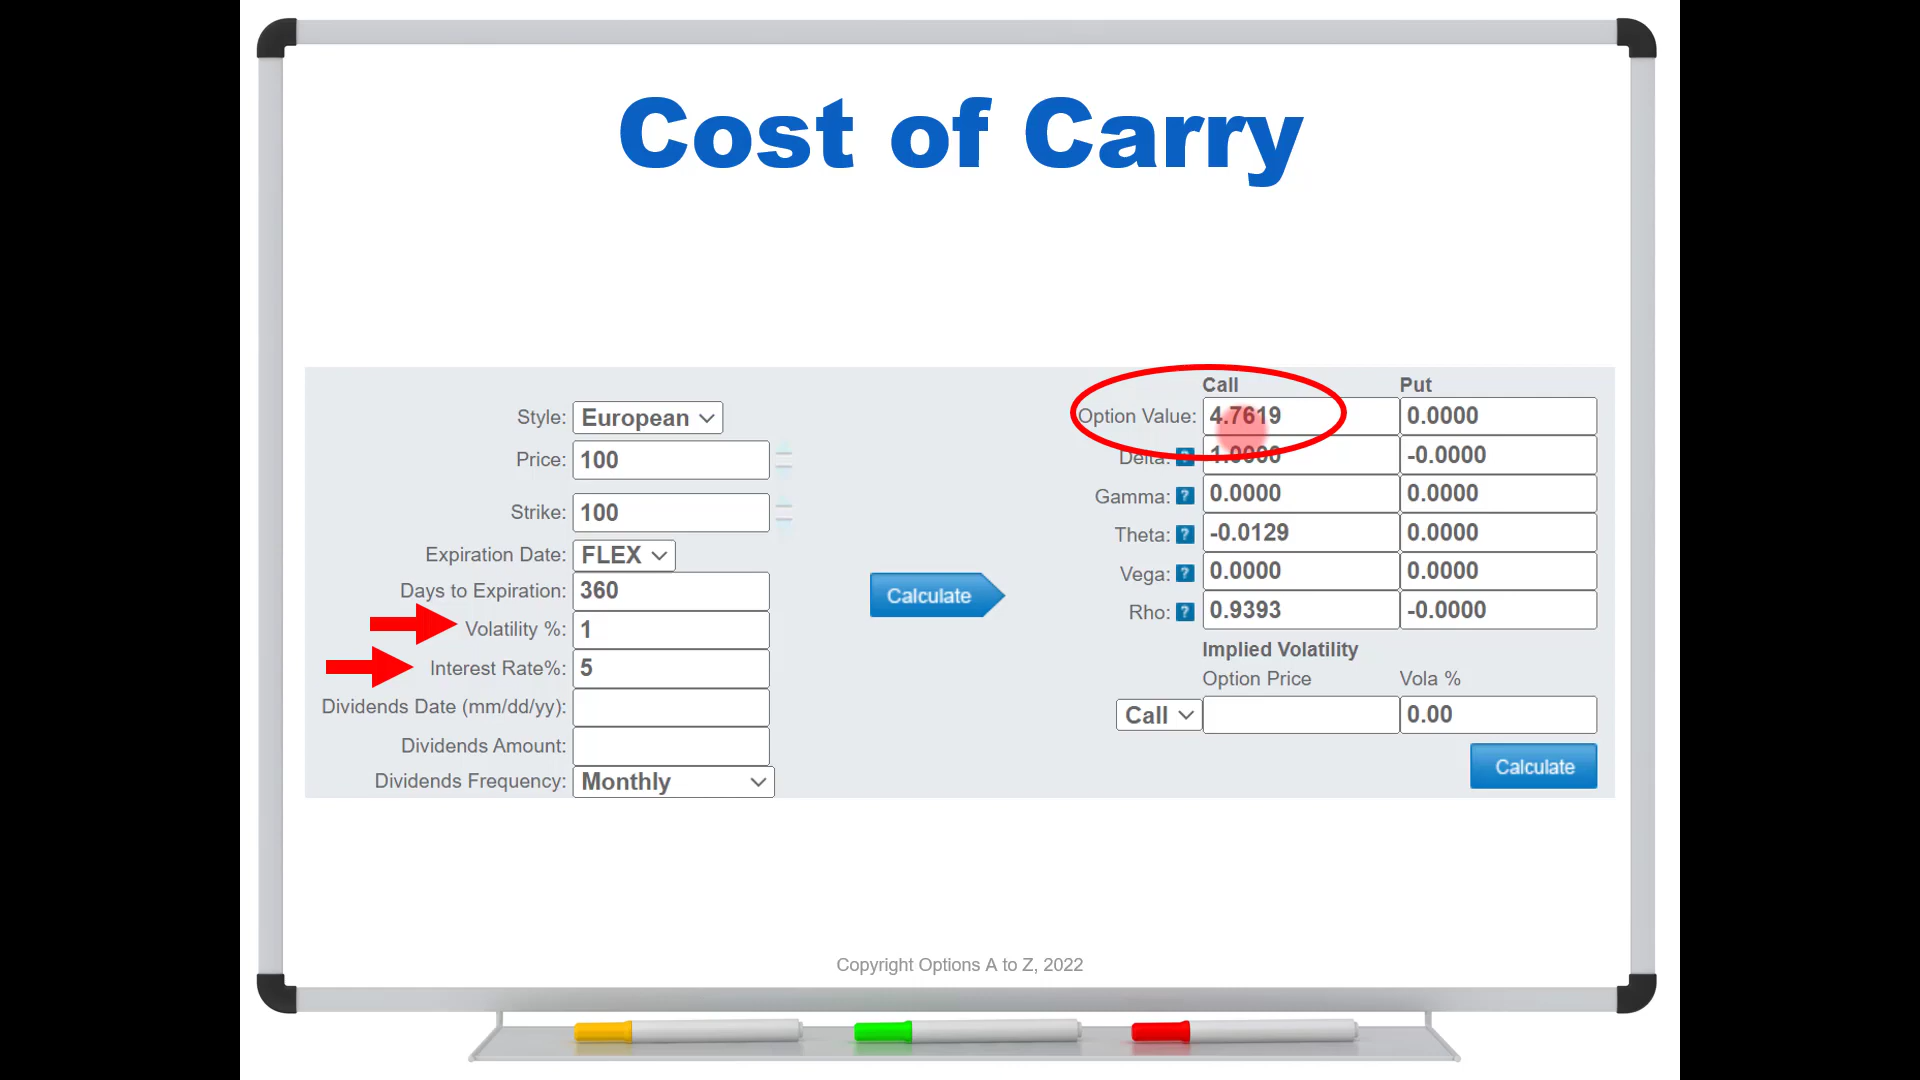 Cost of Carry
Style: European
Price: 100
Strike: 100
Expiration Date: FLEX
Days to Expiration: 360
Volatility %: 1
Interest Rate%: 5
Dividends Date (mm/dd/yy):
Dividends Amount:
Dividends Frequency: Monthly
Calculate
Call Put
Option Value: 4.7619 0.0000
Delta: ? 1.0000 -0.0000
Gamma: ? 0.0000 0.0000
Theta: ? -0.0129 0.0000
Vega: ? 0.0000 0.0000
Rho: ? 0.9393 -0.0000
Implied Volatility
Option Price Vola %
Call 0.00
Calculate
Copyright Options A to Z, 2022